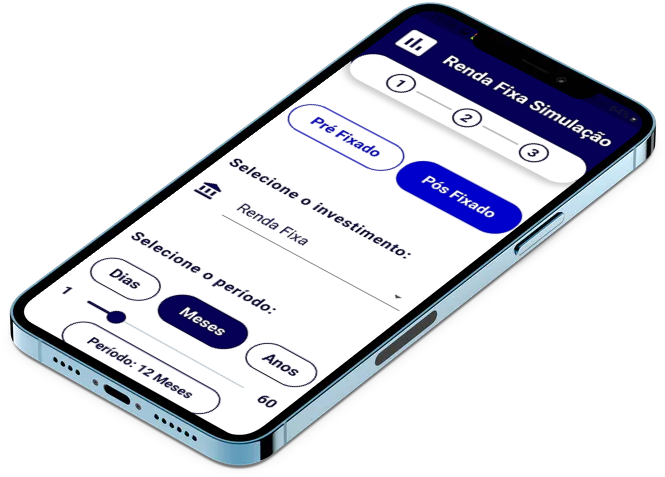 Renda Fixa Simulação
1
2
3
Pré Fixado
Pós Fixado
Selecione o investimento:
Renda Fixa
Selecione o período:
Dias
Meses
Anos
1
60
Período: 12 Meses